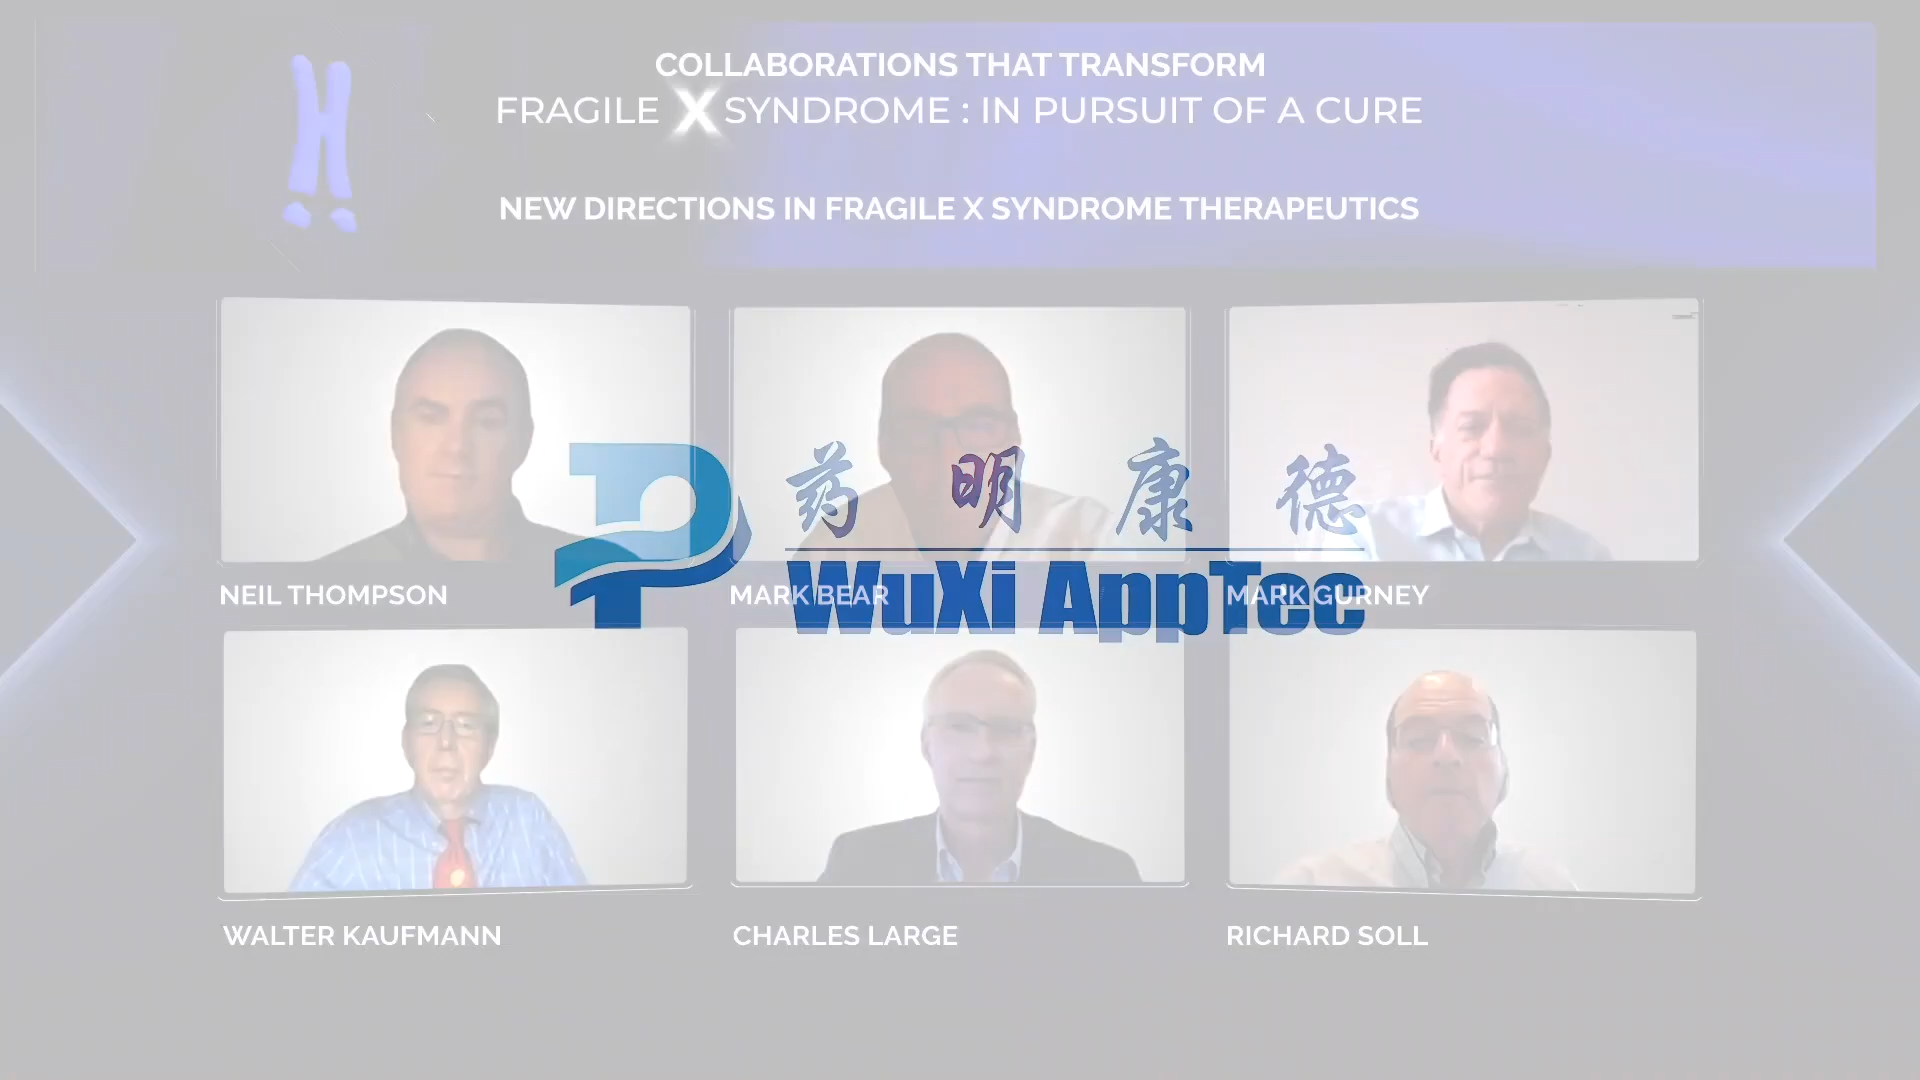 COLLABORATIONS THAT TRANSFORM
FRAGILE X SYNDROME : IN PURSUIT OF A CURE
NEW DIRECTIONS IN FRAGILE X SYNDROME THERAPEUTICS
药明康德
WuXi AppTec
NEIL THOMPSON
MARK BEAR
MARK GURNEY
WALTER KAUFMANN
CHARLES LARGE
RICHARD SOLL